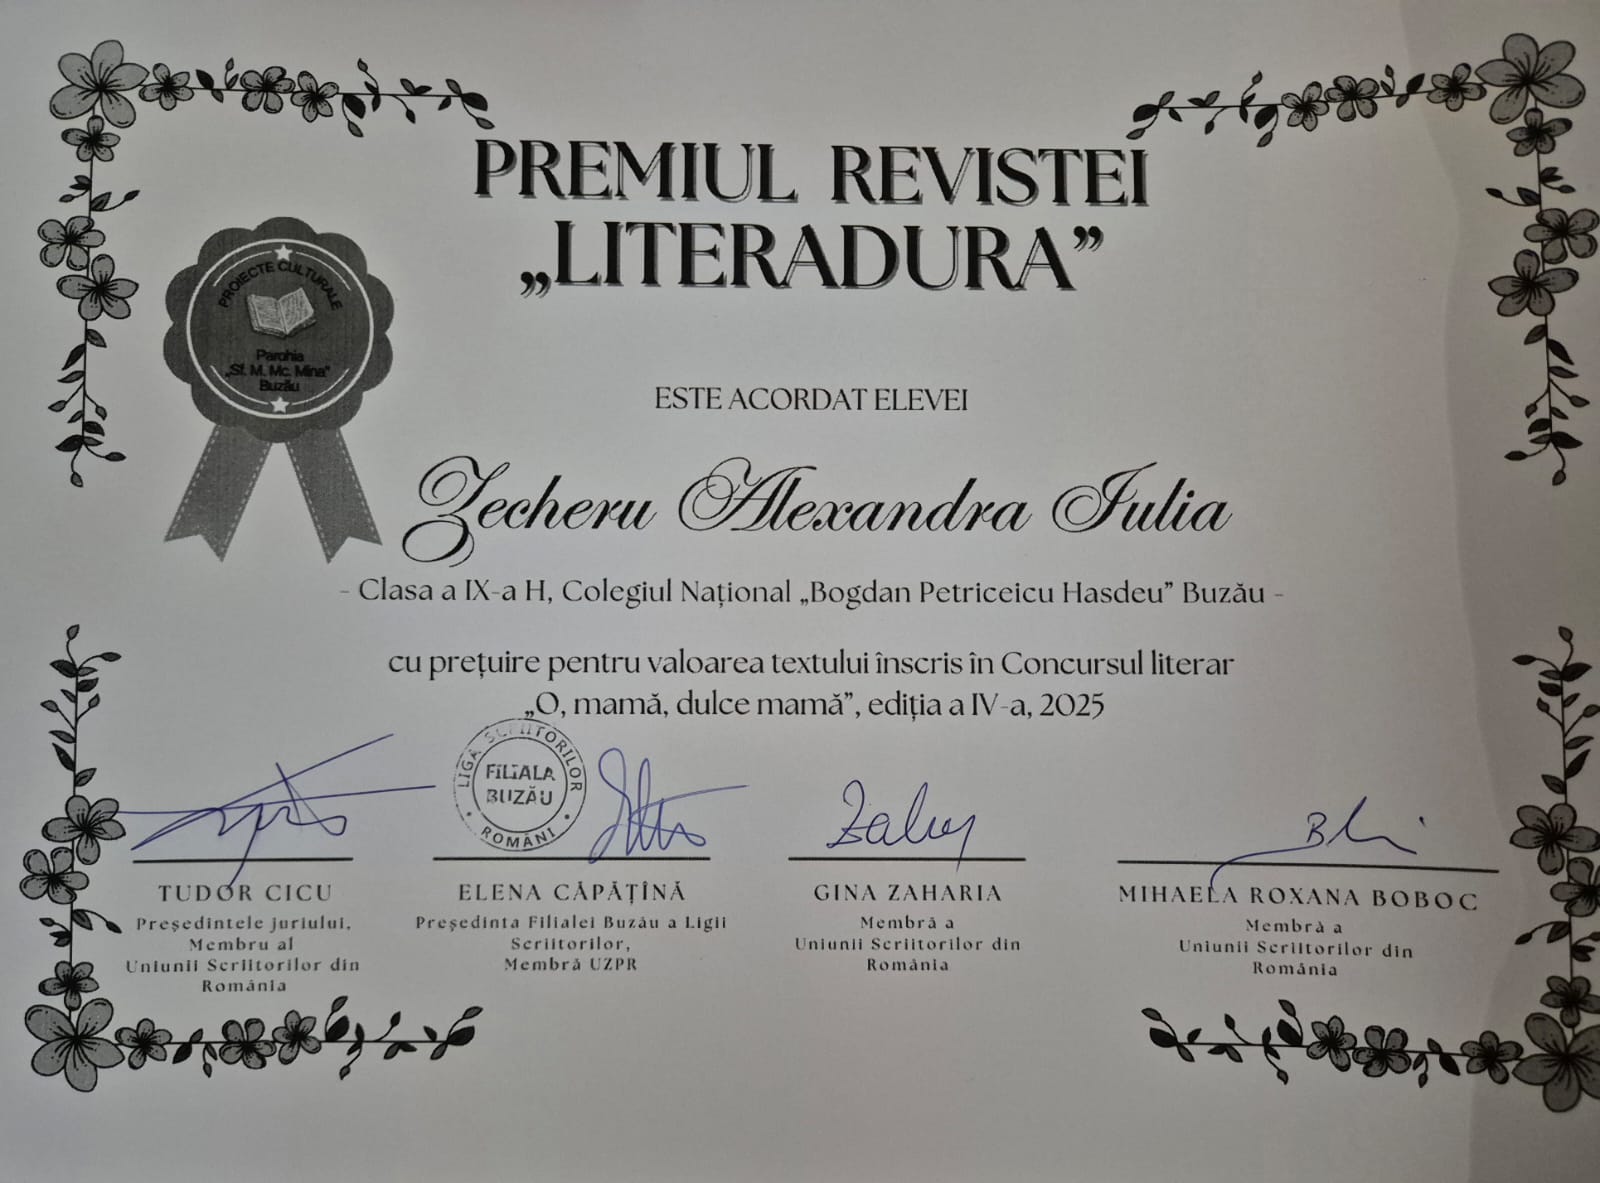 PREMIUL REVISTEI
„LITERADURA”
PROIECTE CULTURALE
Parohia
„Sf. M. Mc. Mina”
Buzău
ESTE ACORDAT ELEVEI
Zecheru Alexandra Iulia
- Clasa a IX-a H, Colegiul Național „Bogdan Petriceicu Hasdeu” Buzău -
cu prețuire pentru valoarea textului înscris în Concursul literar
„O, mamă, dulce mamă”, ediția a IV-a, 2025
LIGA SCRIITORILOR
FILIALA
BUZĂU
ROMÂNI
TUDOR CICU
Președintele juriului,
Membru al
Uniunii Scriitorilor din
România
ELENA CĂPĂȚÎNĂ
Președinta Filialei Buzău a Ligii
Scriitorilor,
Membră UZPR
GINA ZAHARIA
Membră a
Uniunii Scriitorilor din
România
MIHAELA ROXANA BOBOC
Membră a
Uniunii Scriitorilor din
România